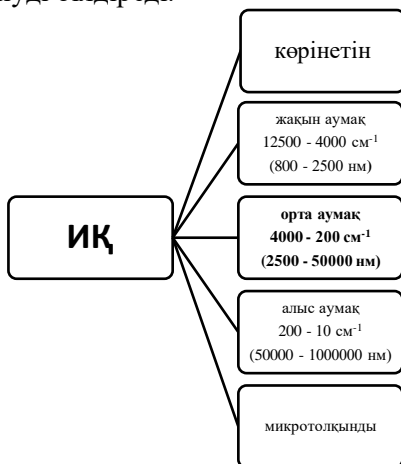 көрінетін
жақын аумақ
12500 - 4000 см⁻¹
(800 - 2500 нм)
ИҚ
орта аумақ
4000 - 200 см⁻¹
(2500 - 50000 нм)
алыс аумақ
200 - 10 см⁻¹
(50000 - 1000000 нм)
микротолқынды